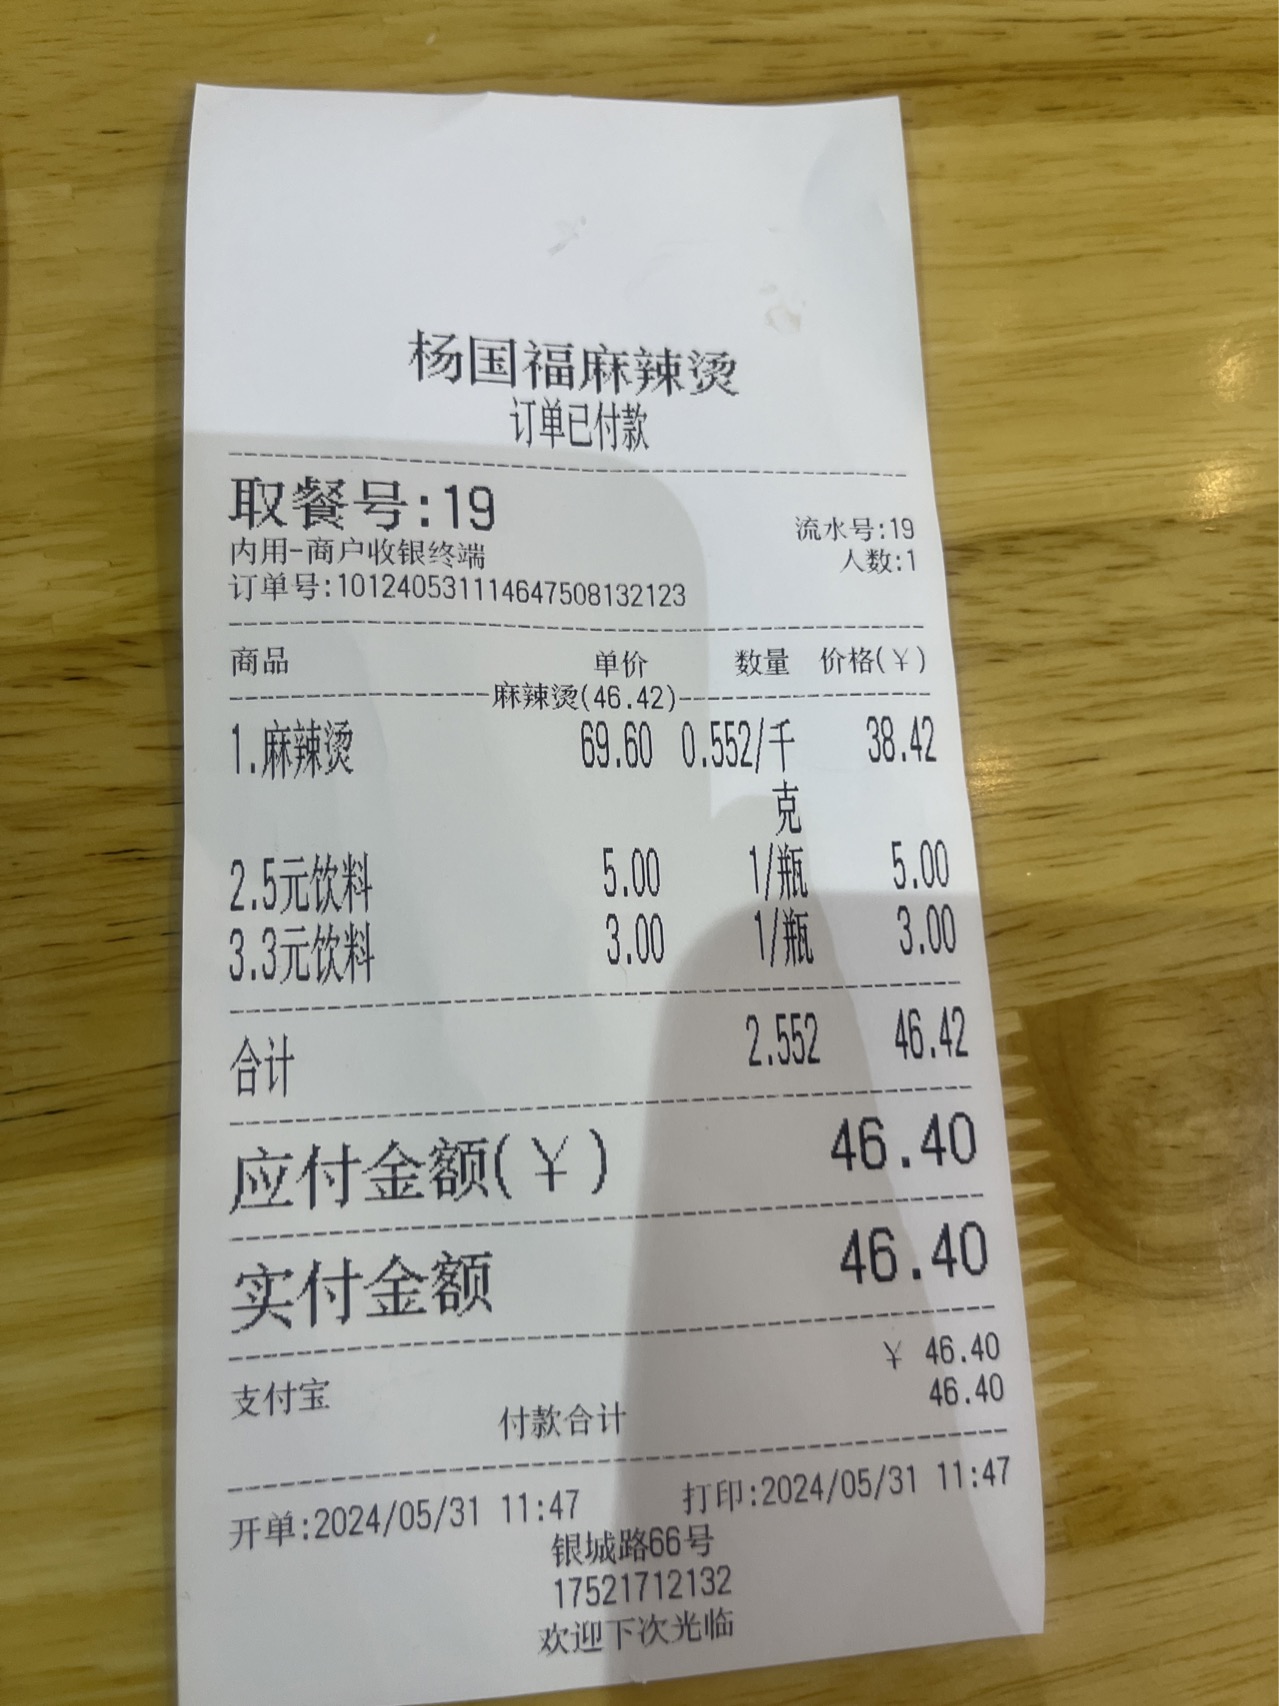 杨国福麻辣烫
订单已付款
取餐号:19
流水号:19
内用-商户收银终端
人数:1
订单号:101240531114647508132123
商品 单价 数量 价格(¥)
麻辣烫(46.42)
1.麻辣烫 69.60 0.552/千克 38.42
2.5元饮料 5.00 1/瓶 5.00
3.3元饮料 3.00 1/瓶 3.00
合计 2.552 46.42
应付金额(¥) 46.40
实付金额 46.40
支付宝 ¥ 46.40
付款合计 46.40
开单:2024/05/31 11:47 打印:2024/05/31 11:47
银城路66号
17521712132
欢迎下次光临